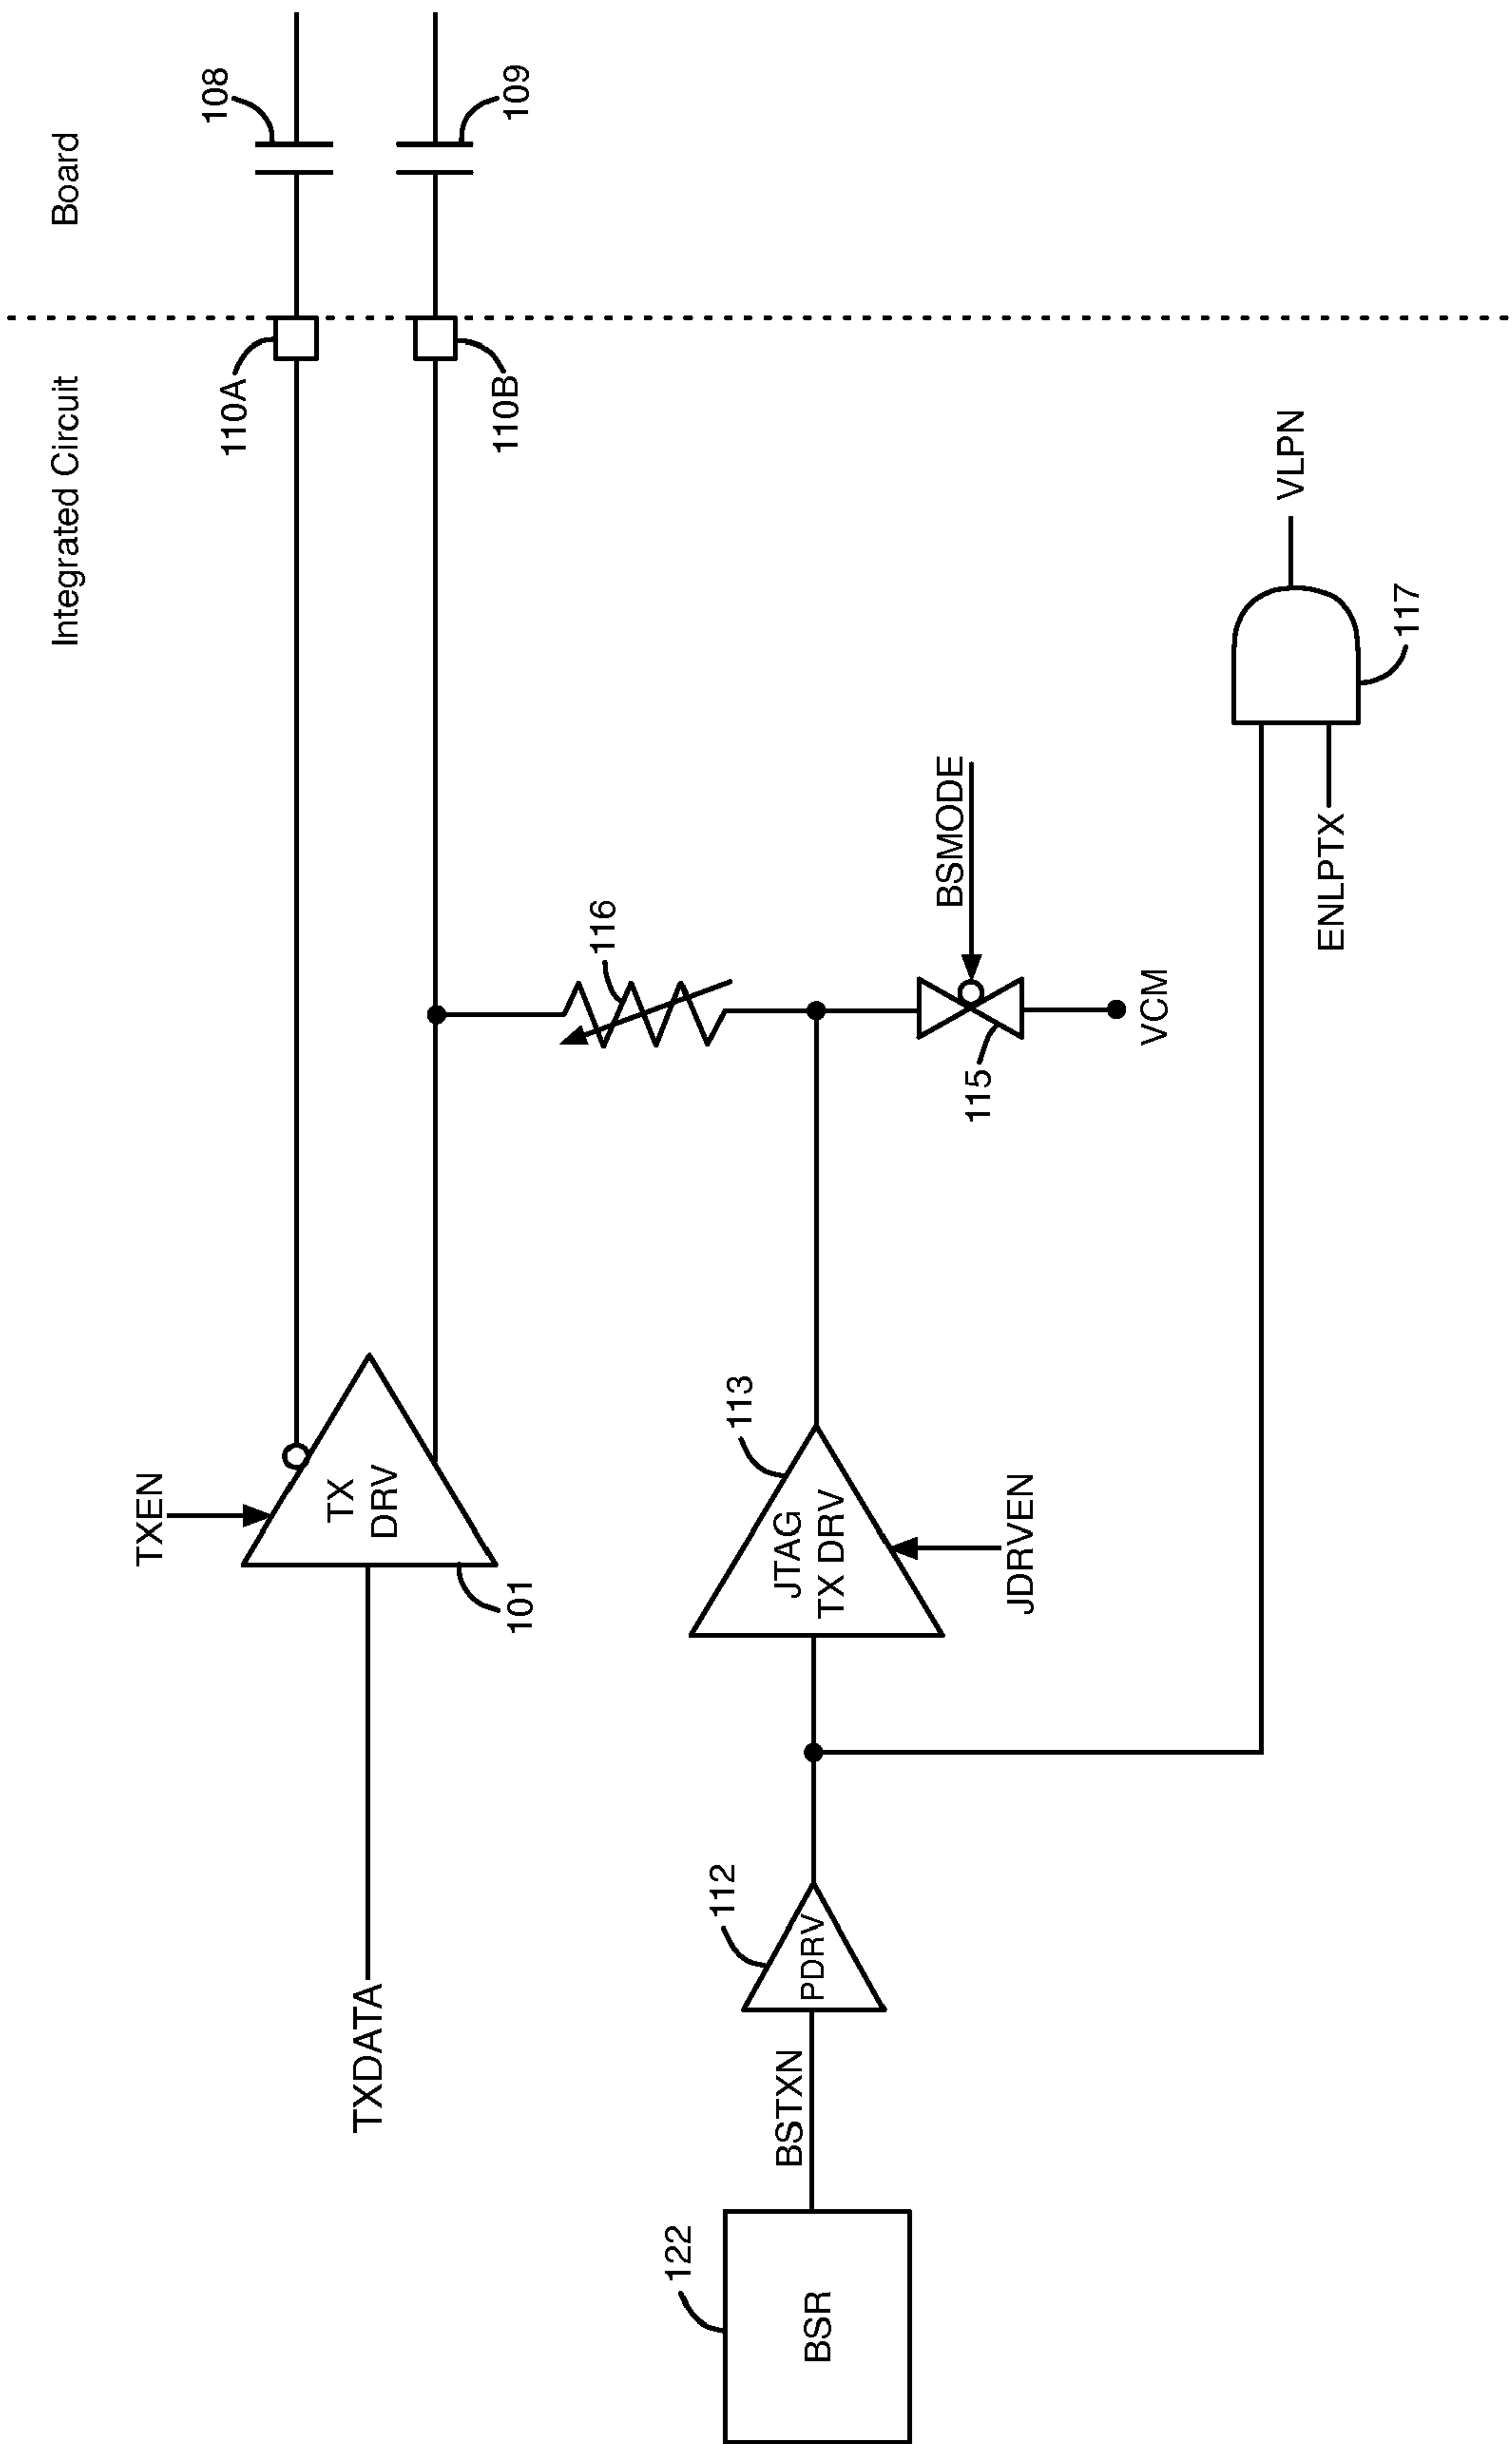 Integrated Circuit
Board
TXEN
TXDATA
TX
DRV
101
110A
108
110B
109
116
122
BSR
BSTXN
112
PDRV
113
JTAG
TX DRV
JDRVEN
BSMODE
115
VCM
ENLPTX
VLPN
117